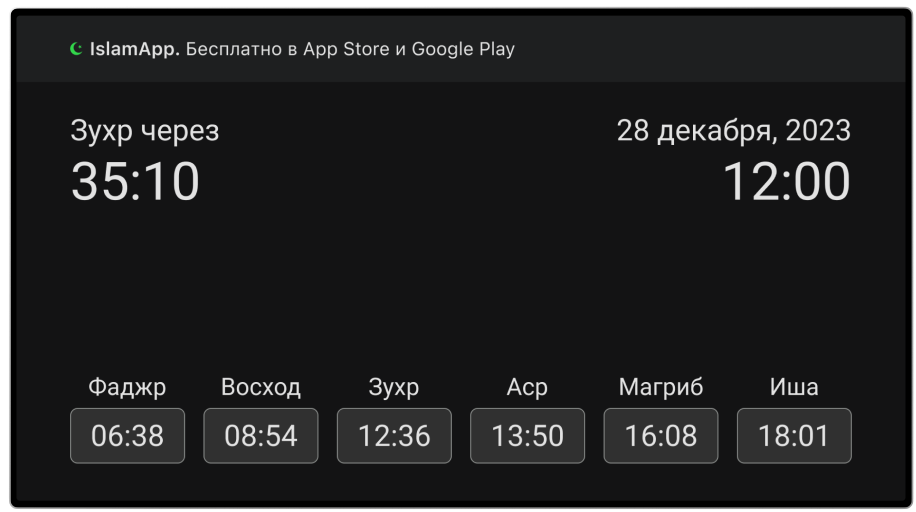 IslamApp. Бесплатно в App Store и Google Play
Зухр через
35:10
28 декабря, 2023
12:00
Фаджр Восход Зухр Аср Магриб Иша
06:38 08:54 12:36 13:50 16:08 18:01